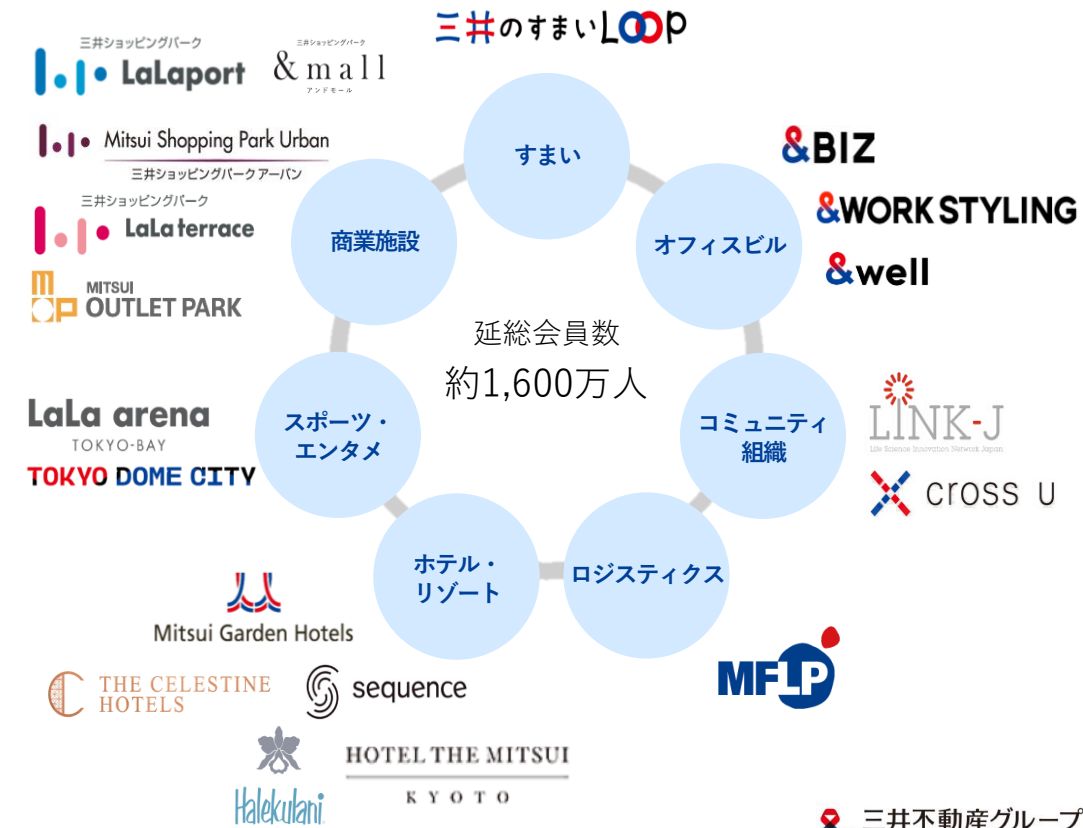 三井のすまいLOOP
三井ショッピングパーク
LaLaport
三井ショッピングパーク
&mall
アンドモール
Mitsui Shopping Park Urban
三井ショッピングパーク アーバン
三井ショッピングパーク
LaLa terrace
MITSUI
OUTLET PARK
すまい
商業施設
オフィスビル
&BIZ
&WORK STYLING
&well
延総会員数
約1,600万人
LaLa arena
TOKYO-BAY
TOKYO DOME CITY
スポーツ・
エンタメ
コミュニティ
組織
LINK-J
Life Science Innovation Network Japan
cross U
ホテル・
リゾート
ロジスティクス
Mitsui Garden Hotels
THE CELESTINE
HOTELS
sequence
MFLP
Halekulani
HOTEL THE MITSUI
KYOTO
三井不動産グループ